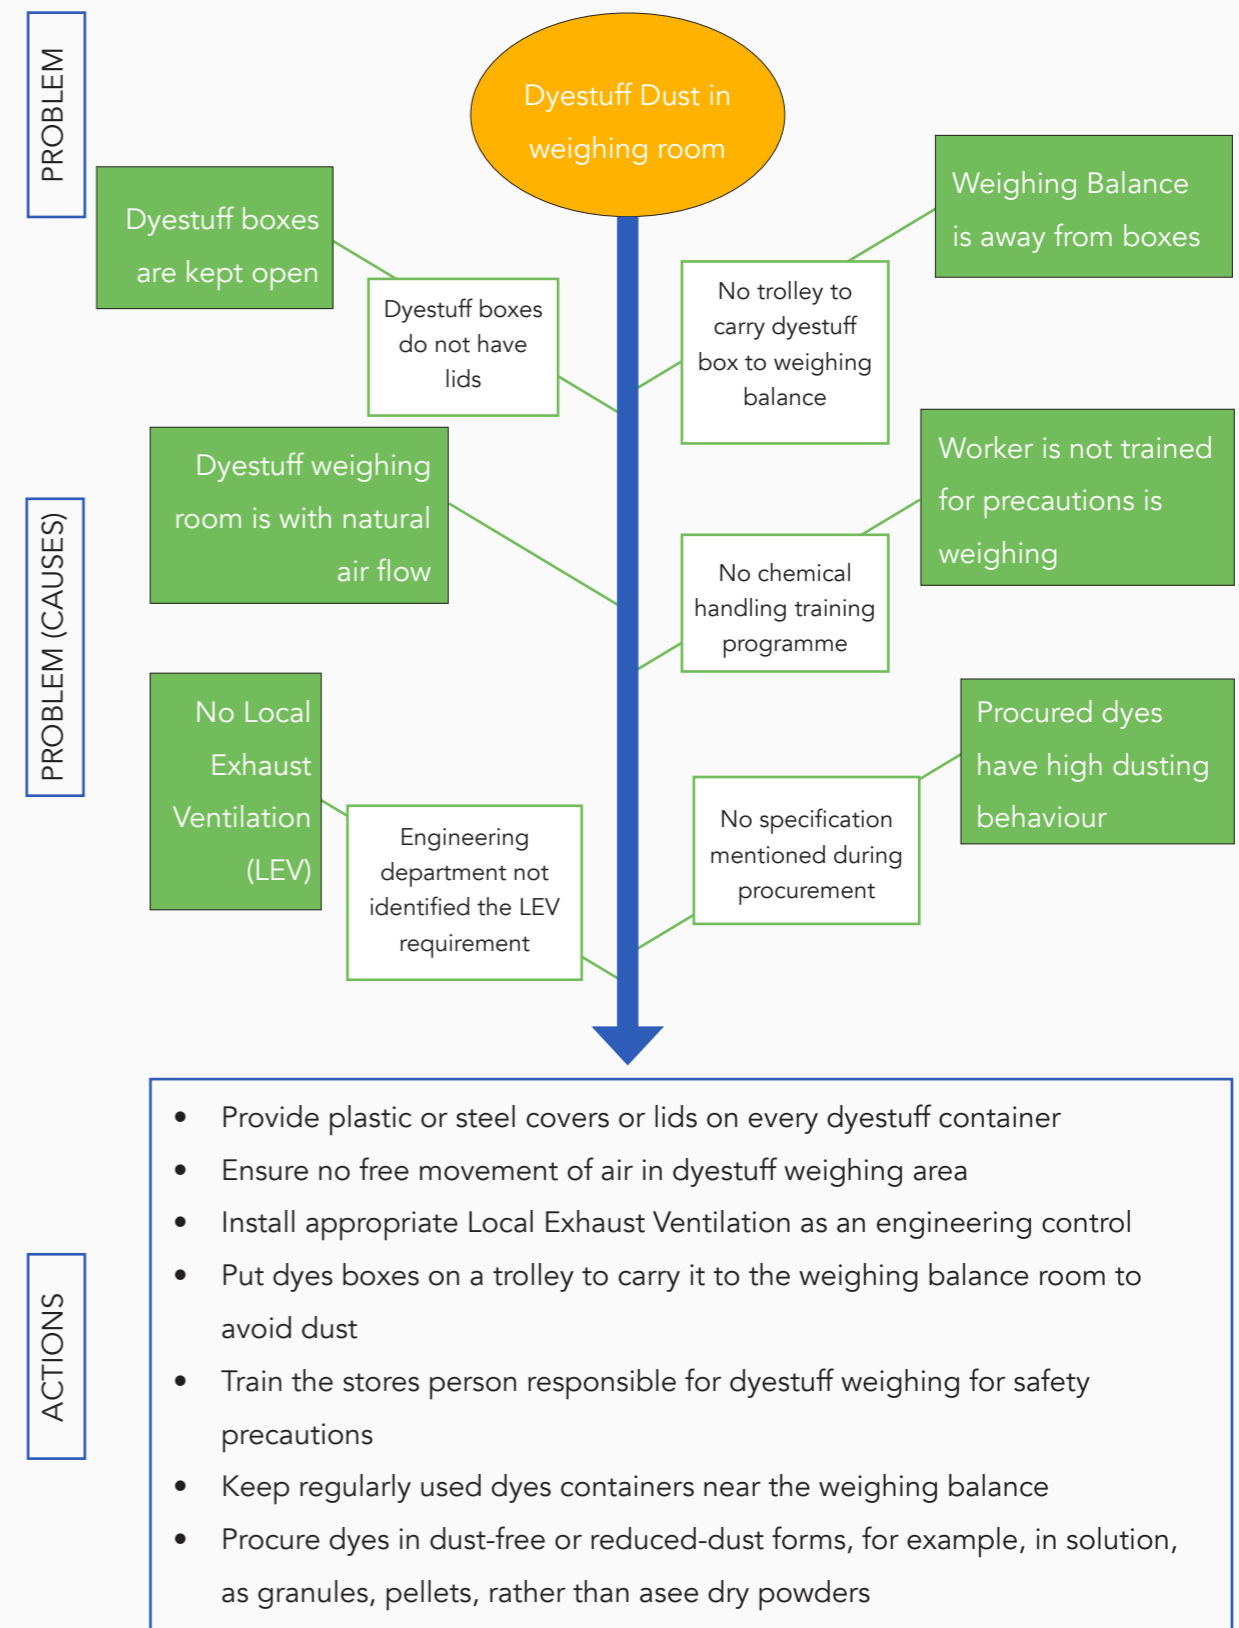 PROBLEM
Dyestuff Dust in
weighing room
Dyestuff boxes
are kept open
Dyestuff boxes
do not have
lids
No trolley to
carry dyestuff
box to weighing
balance
Weighing Balance
is away from boxes
PROBLEM (CAUSES)
Dyestuff weighing
room is with natural
air flow
No chemical
handling training
programme
Worker is not trained
for precautions is
weighing
No Local
Exhaust
Ventilation
(LEV)
Engineering
department not
identified the LEV
requirement
No specification
mentioned during
procurement
Procured dyes
have high dusting
behaviour
ACTIONS
• Provide plastic or steel covers or lids on every dyestuff container
• Ensure no free movement of air in dyestuff weighing area
• Install appropriate Local Exhaust Ventilation as an engineering control
• Put dyes boxes on a trolley to carry it to the weighing balance room to
avoid dust
• Train the stores person responsible for dyestuff weighing for safety
precautions
• Keep regularly used dyes containers near the weighing balance
• Procure dyes in dust-free or reduced-dust forms, for example, in solution,
as granules, pellets, rather than asee dry powders